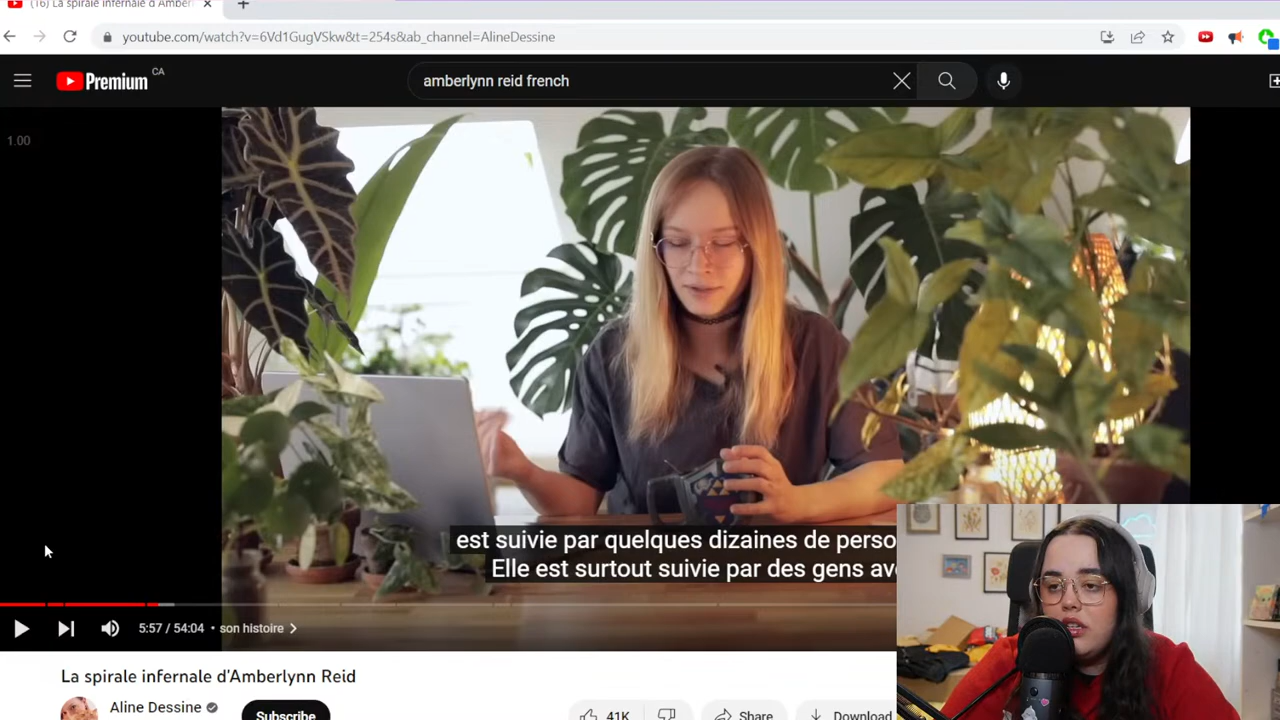 (16) La spirale infernale d'Amberl
youtube.com/watch?v=6Vd1GugVSkw&t=254s&ab_channel=AlineDessine
Premium CA
amberlynn reid french
1.00
est suivie par quelques dizaines de perso
Elle est surtout suivie par des gens av
5:57 / 54:04 • son histoire
La spirale infernale d'Amberlynn Reid
Aline Dessine
Subscribe
41K
Share
Download